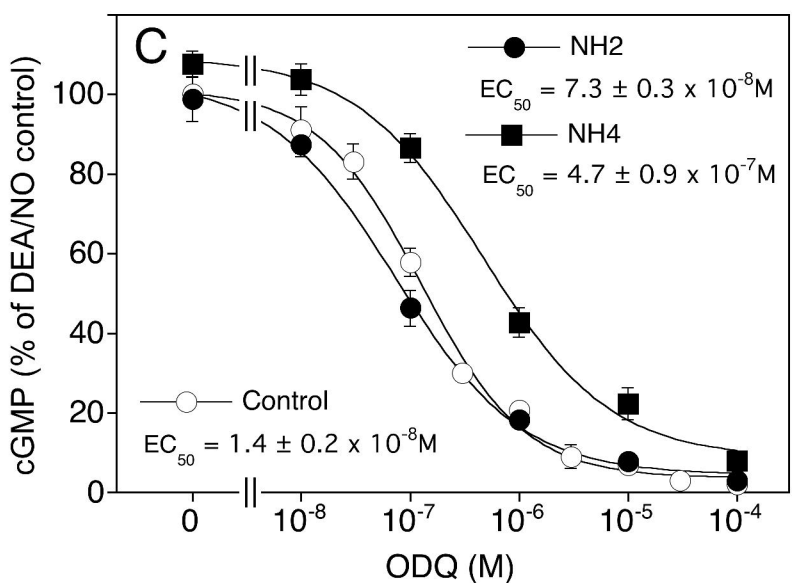 C
NH2
EC₅₀ = 7.3 ± 0.3 x 10⁻⁸M
NH4
EC₅₀ = 4.7 ± 0.9 x 10⁻⁷M
cGMP (% of DEA/NO control)
100
80
60
40
20
0
Control
EC₅₀ = 1.4 ± 0.2 x 10⁻⁸M
0 10⁻⁸ 10⁻⁷ 10⁻⁶ 10⁻⁵ 10⁻⁴
ODQ (M)